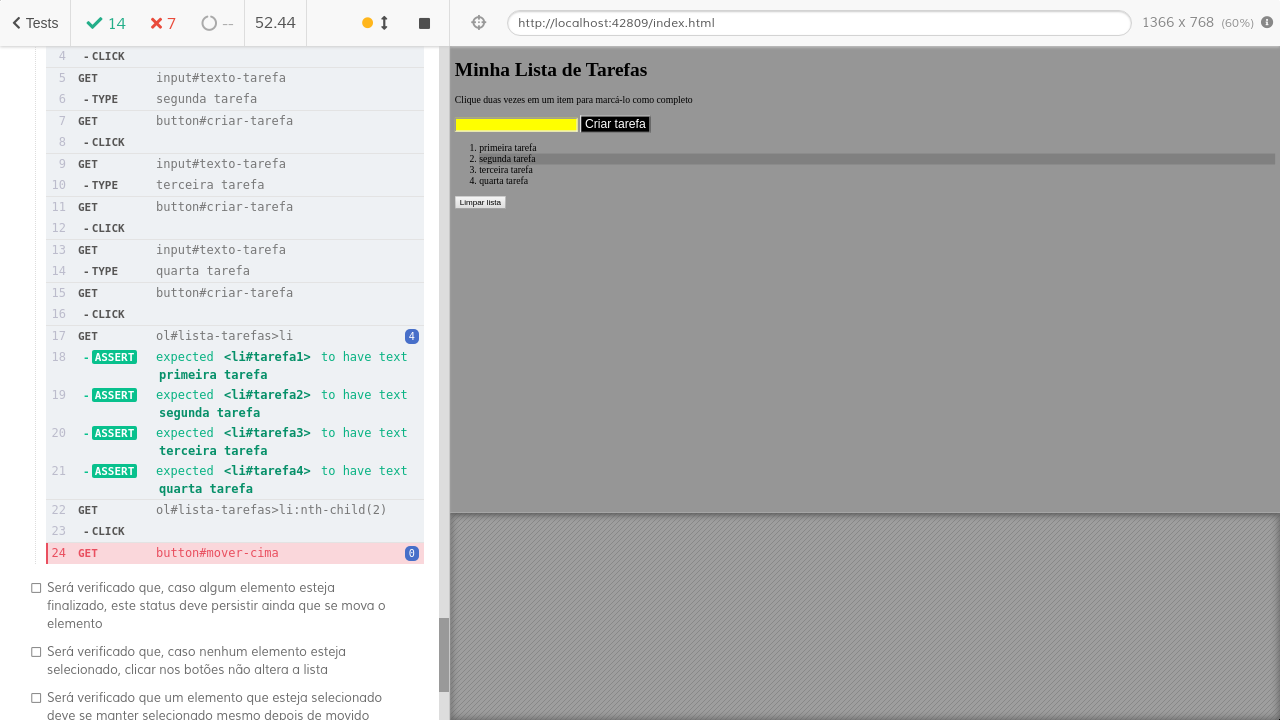 Tests 14 7 -- 52.44
http://localhost:42809/index.html 1366 x 768 (60%)
4 - CLICK
5 GET input#texto-tarefa
6 - TYPE segunda tarefa
7 GET button#criar-tarefa
8 - CLICK
9 GET input#texto-tarefa
10 - TYPE terceira tarefa
11 GET button#criar-tarefa
12 - CLICK
13 GET input#texto-tarefa
14 - TYPE quarta tarefa
15 GET button#criar-tarefa
16 - CLICK
17 GET ol#lista-tarefas>li 4
18 - ASSERT expected <li#tarefa1> to have text
primeira tarefa
19 - ASSERT expected <li#tarefa2> to have text
segunda tarefa
20 - ASSERT expected <li#tarefa3> to have text
terceira tarefa
21 - ASSERT expected <li#tarefa4> to have text
quarta tarefa
22 GET ol#lista-tarefas>li:nth-child(2)
23 - CLICK
24 GET button#mover-cima 0
Será verificado que, caso algum elemento esteja
finalizado, este status deve persistir ainda que se mova o
elemento
Será verificado que, caso nenhum elemento esteja
selecionado, clicar nos botões não altera a lista
Será verificado que um elemento que esteja selecionado
deve se manter selecionado mesmo depois de movido
Minha Lista de Tarefas
Clique duas vezes em um item para marcá-lo como completo
Criar tarefa
1. primeira tarefa
2. segunda tarefa
3. terceira tarefa
4. quarta tarefa
Limpar lista